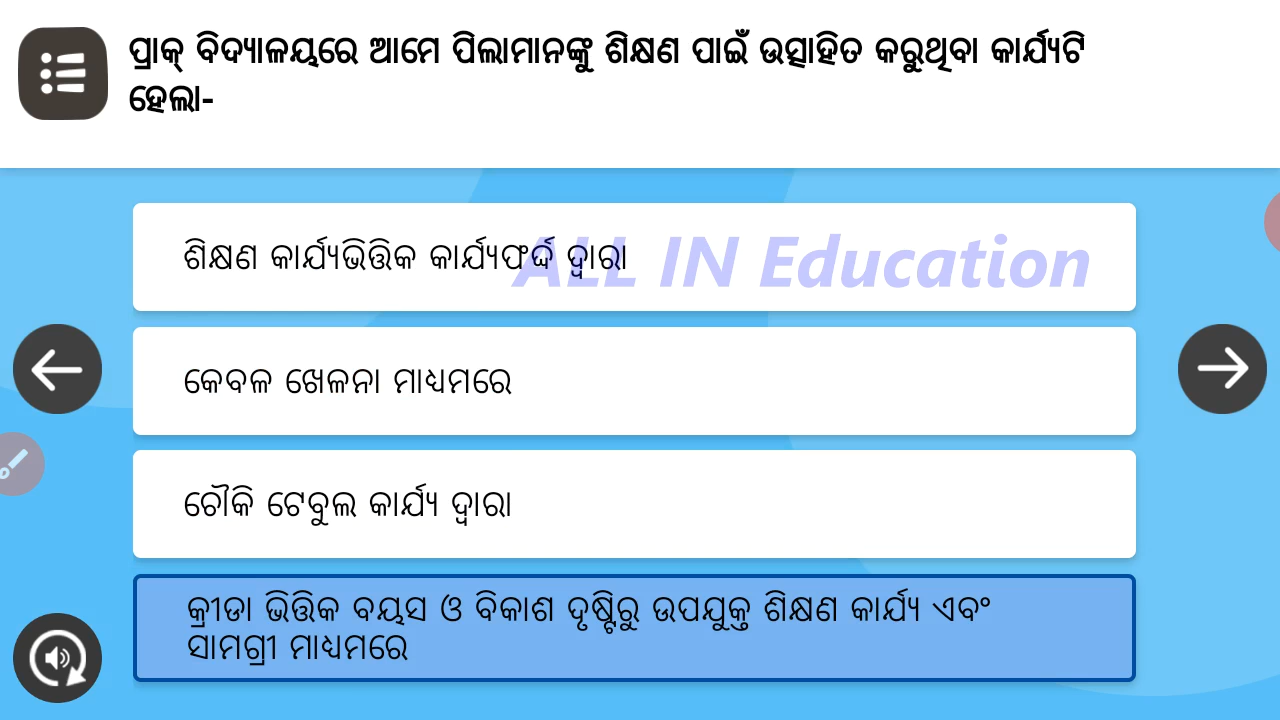 ପ୍ରାକ୍ ବିଦ୍ୟାଳୟରେ ଆମେ ପିଲାମାନଙ୍କୁ ଶିକ୍ଷଣ ପାଇଁ ଉତ୍ସାହିତ କରୁଥିବା କାର୍ଯ୍ୟଟି
ହେଲା-
ଶିକ୍ଷଣ କାର୍ଯ୍ୟଭିତ୍ତିକ କାର୍ଯ୍ୟଫର୍ଦ୍ଦ ଦ୍ୱାରା
ALL IN Education
କେବଳ ଖେଳନା ମାଧ୍ୟମରେ
ଚୌକି ଟେବୁଲ କାର୍ଯ୍ୟ ଦ୍ୱାରା
କ୍ରୀଡା ଭିତ୍ତିକ ବୟସ ଓ ବିକାଶ ଦୃଷ୍ଟିରୁ ଉପଯୁକ୍ତ ଶିକ୍ଷଣ କାର୍ଯ୍ୟ ଏବଂ
ସାମଗ୍ରୀ ମାଧ୍ୟମରେ